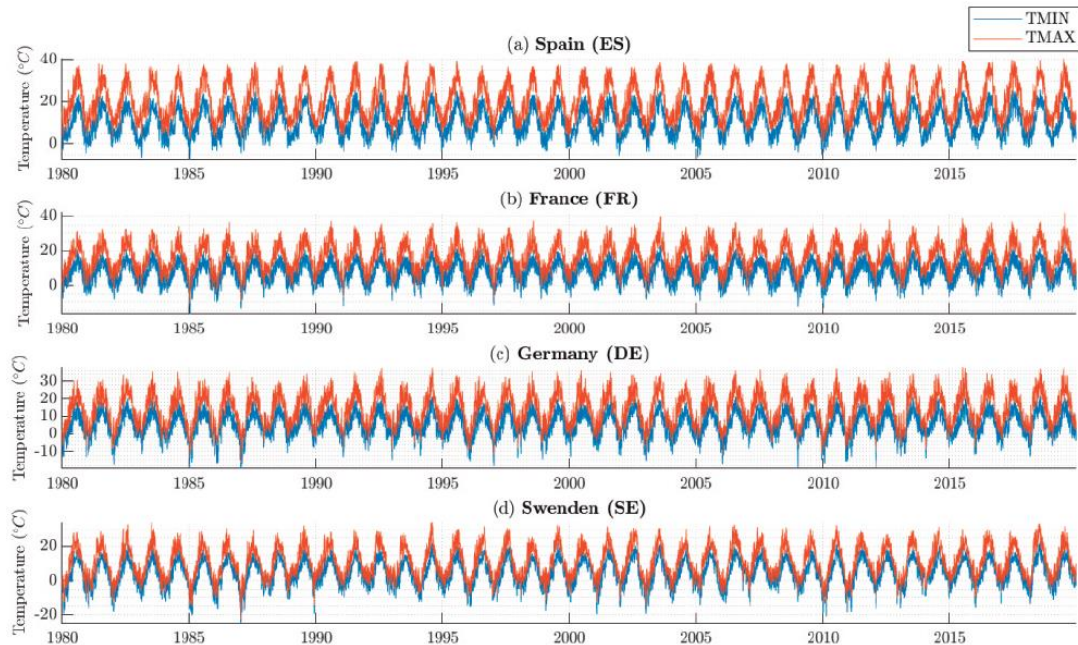 TMIN
TMAX
(a) Spain (ES)
Temperature (°C)
40
20
0
1980 1985 1990 1995 2000 2005 2010 2015
(b) France (FR)
Temperature (°C)
40
20
0
1980 1985 1990 1995 2000 2005 2010 2015
(c) Germany (DE)
Temperature (°C)
30
20
10
0
-10
1980 1985 1990 1995 2000 2005 2010 2015
(d) Swenden (SE)
Temperature (°C)
20
0
-20
1980 1985 1990 1995 2000 2005 2010 2015